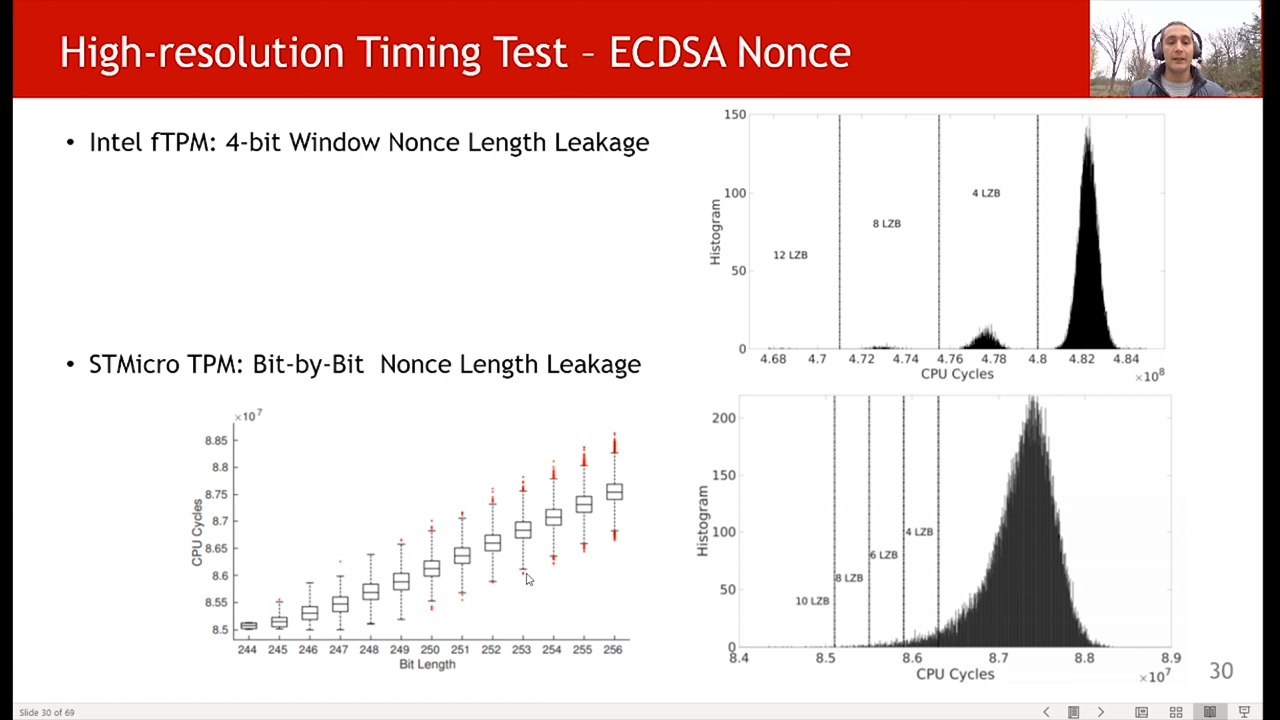 High-resolution Timing Test – ECDSA Nonce
• Intel fTPM: 4-bit Window Nonce Length Leakage
150
100
50
0
Histogram
12 LZB
8 LZB
4 LZB
4.68 4.7 4.72 4.74 4.76 4.78 4.8 4.82 4.84
CPU Cycles
×10⁸
• STMicro TPM: Bit-by-Bit  Nonce Length Leakage
×10⁷
8.85
8.8
8.75
8.7
8.65
8.6
8.55
8.5
CPU Cycles
244 245 246 247 248 249 250 251 252 253 254 255 256
Bit Length
200
150
100
50
0
Histogram
10 LZB
8 LZB
6 LZB
4 LZB
8.4 8.5 8.6 8.7 8.8 8.9
CPU Cycles
×10⁷
30
Slide 30 of 69